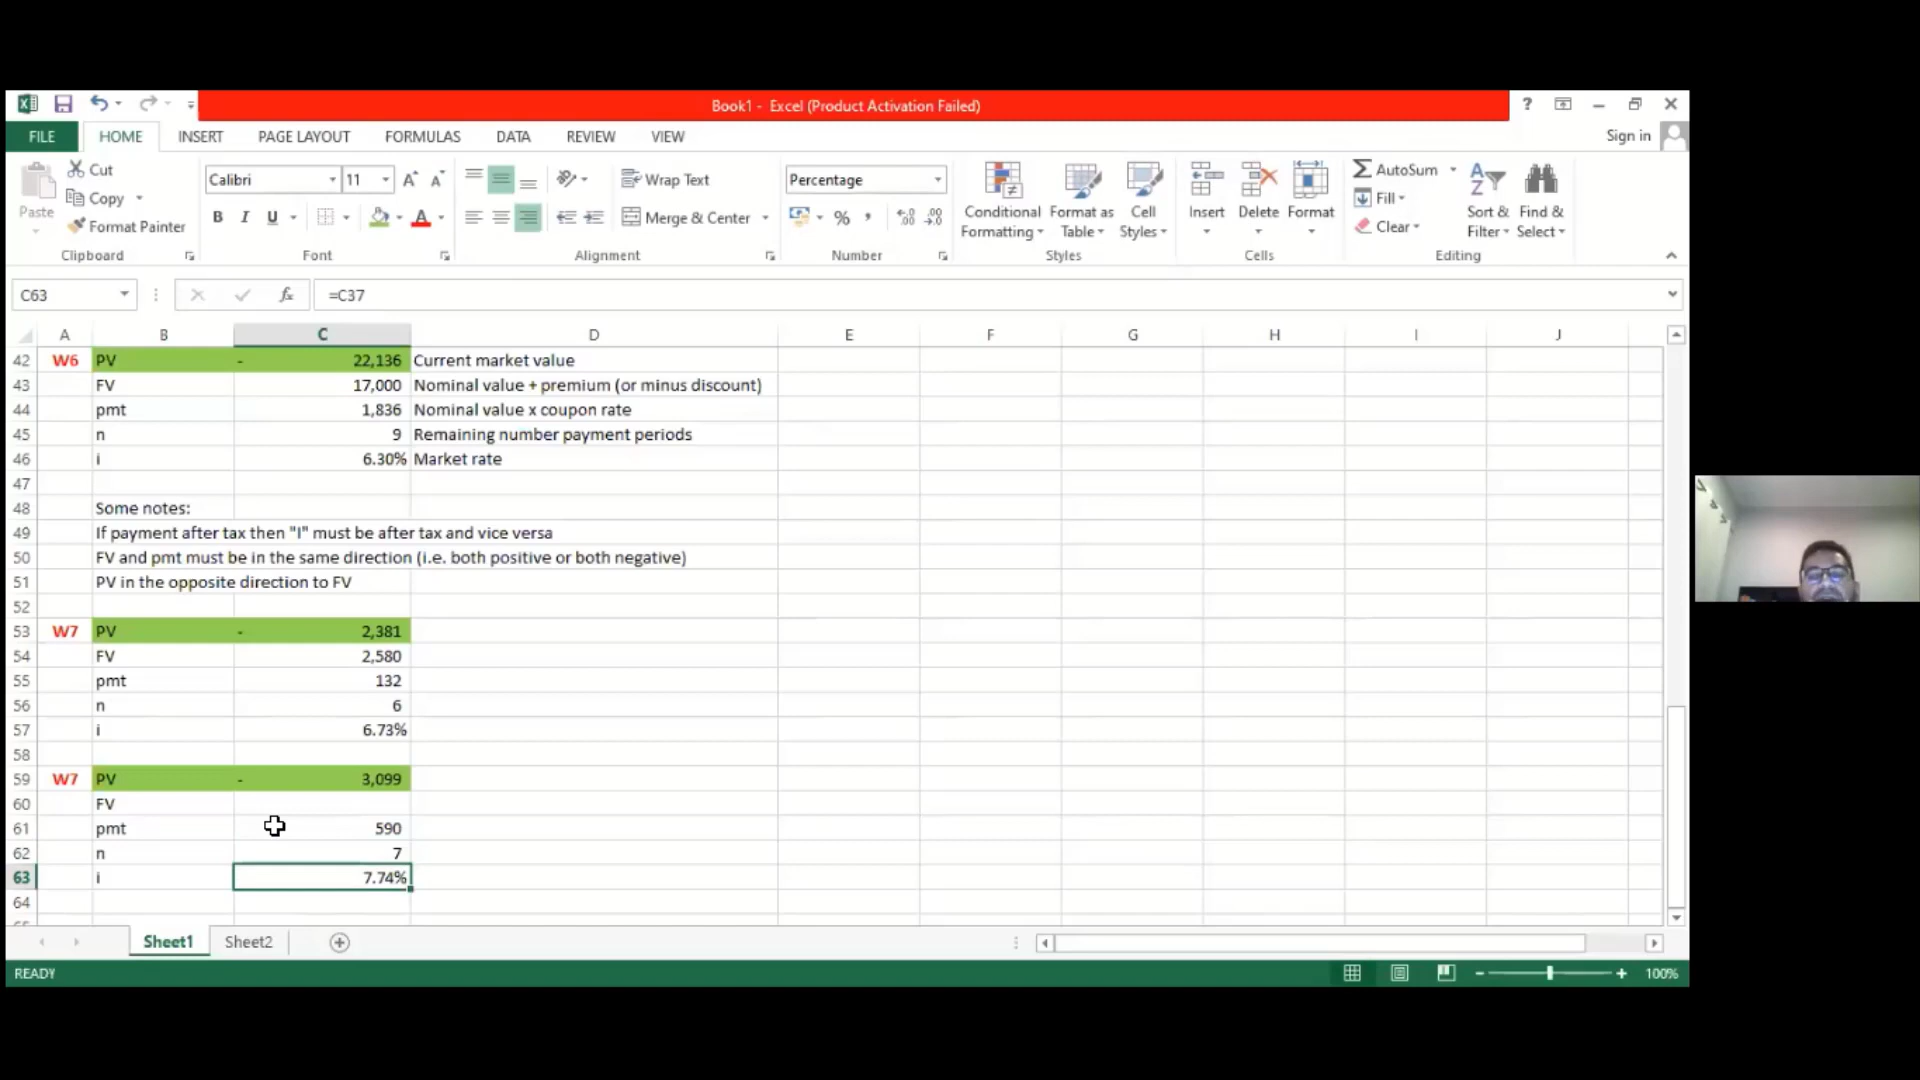 Book1 - Excel (Product Activation Failed)
?
FILE HOME INSERT PAGE LAYOUT FORMULAS DATA REVIEW VIEW Sign in
Paste
Cut
Copy
Format Painter
Clipboard
Calibri 11
B I U
Font
Wrap Text
Merge & Center
Alignment
Percentage
%
Number
Conditional Formatting
Format as Table
Cell Styles
Styles
Insert
Delete
Format
Cells
AutoSum
Fill
Clear
Sort & Filter
Find & Select
Editing
C63 fx =C37
A B C D E F G H I J
42 W6 PV - 22,136 Current market value
43 FV 17,000 Nominal value + premium (or minus discount)
44 pmt 1,836 Nominal value x coupon rate
45 n 9 Remaining number payment periods
46 i 6.30% Market rate
47
48 Some notes:
49 If payment after tax then "I" must be after tax and vice versa
50 FV and pmt must be in the same direction (i.e. both positive or both negative)
51 PV in the opposite direction to FV
52
53 W7 PV - 2,381
54 FV 2,580
55 pmt 132
56 n 6
57 i 6.73%
58
59 W7 PV - 3,099
60 FV
61 pmt 590
62 n 7
63 i 7.74%
64
Sheet1 Sheet2
READY 100%